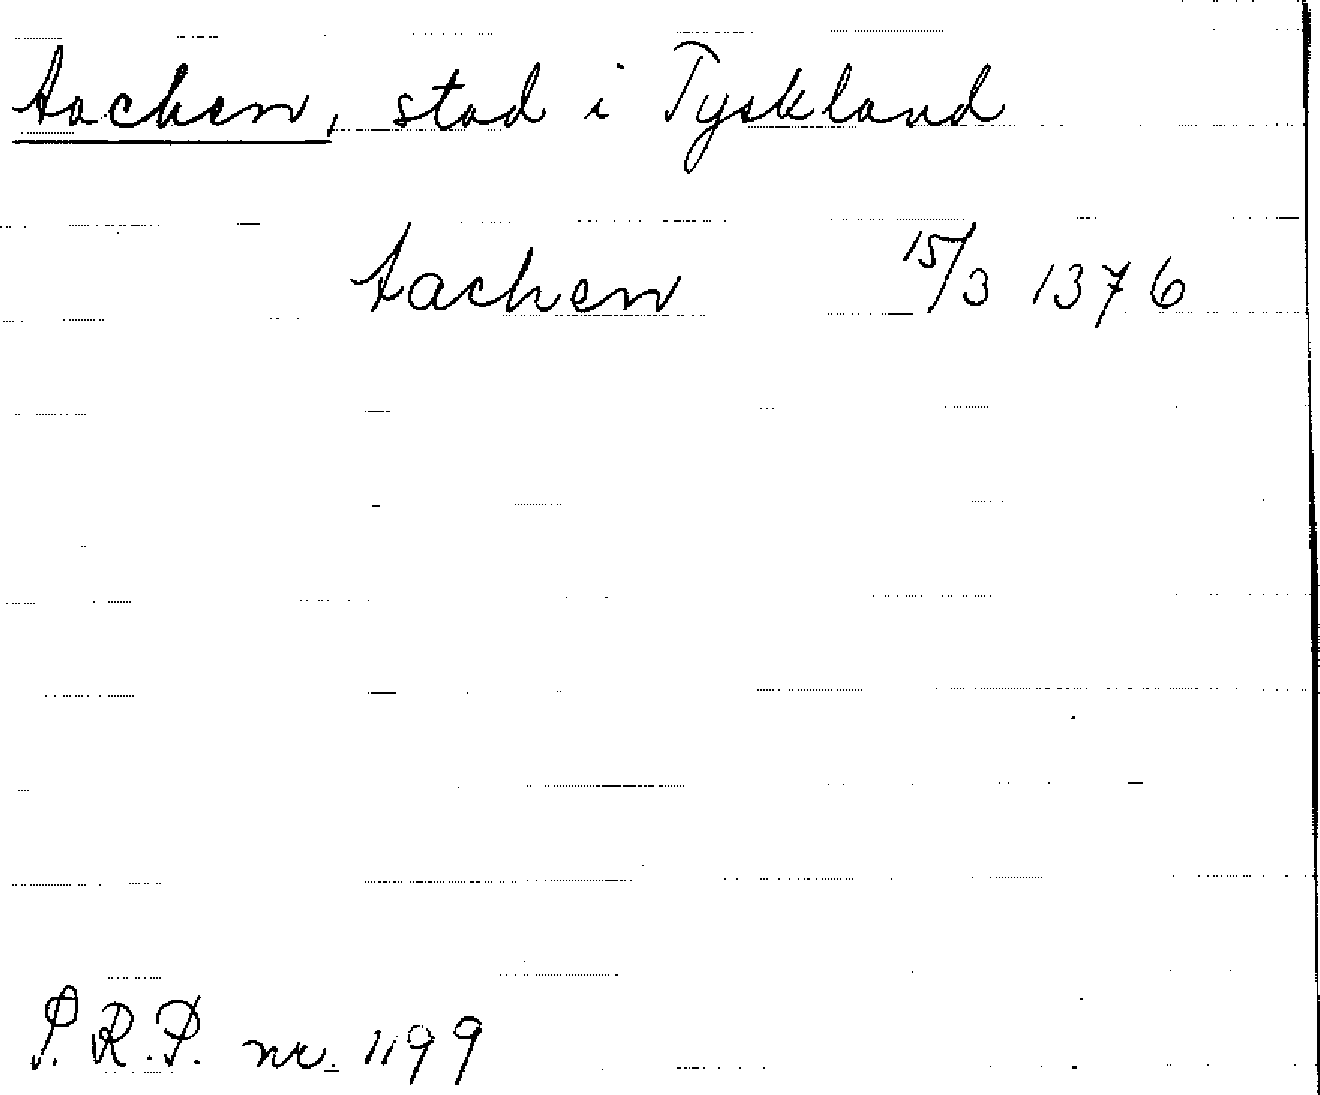 Aachen, stad i Tyskland
Aachen 15/3 1376
S.R.P. nr. 1199